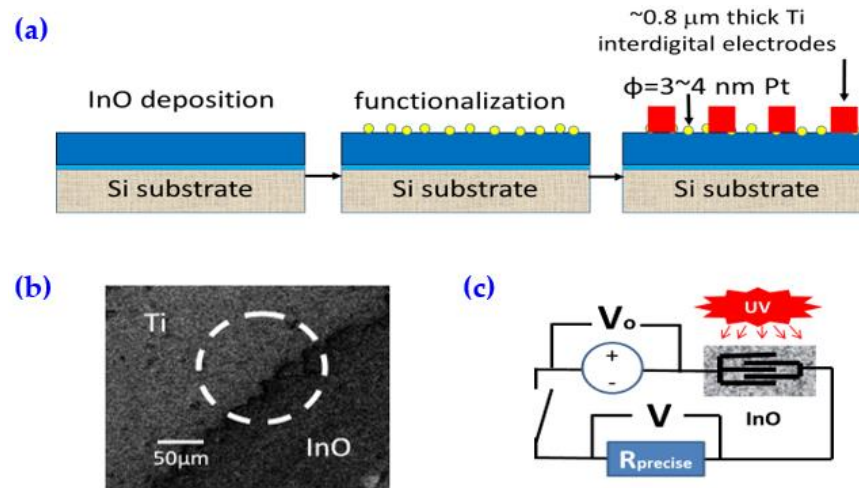 (a)
~0.8 μm thick Ti
interdigital electrodes
InO deposition
functionalization
ϕ=3~4 nm Pt
Si substrate
Si substrate
Si substrate
(b)
Ti
50μm
InO
(c)
UV
Vo
+
-
InO
V
Rprecise